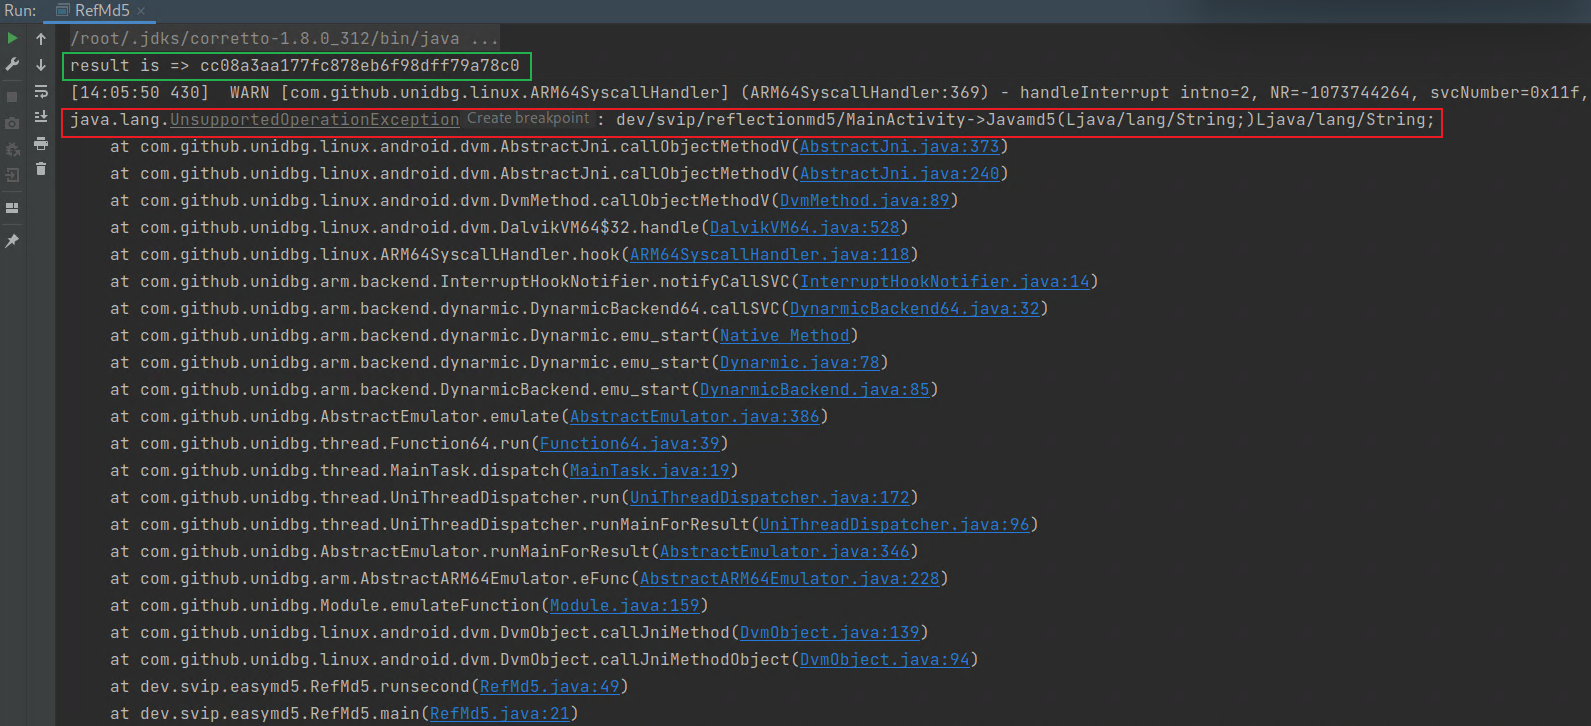 Run: RefMd5 ×
/root/.jdks/corretto-1.8.0_312/bin/java ...
result is => cc08a3aa177fc878eb6f98dff79a78c0
[14:05:50 430]  WARN [com.github.unidbg.linux.ARM64SyscallHandler] (ARM64SyscallHandler:369) - handleInterrupt intno=2, NR=-1073744264, svcNumber=0x11f,
java.lang.UnsupportedOperationException Create breakpoint : dev/svip/reflectionmd5/MainActivity->Javamd5(Ljava/lang/String;)Ljava/lang/String;
at com.github.unidbg.linux.android.dvm.AbstractJni.callObjectMethodV(AbstractJni.java:373)
at com.github.unidbg.linux.android.dvm.AbstractJni.callObjectMethodV(AbstractJni.java:240)
at com.github.unidbg.linux.android.dvm.DvmMethod.callObjectMethodV(DvmMethod.java:89)
at com.github.unidbg.linux.android.dvm.DalvikVM64$32.handle(DalvikVM64.java:528)
at com.github.unidbg.linux.ARM64SyscallHandler.hook(ARM64SyscallHandler.java:118)
at com.github.unidbg.arm.backend.InterruptHookNotifier.notifyCallSVC(InterruptHookNotifier.java:14)
at com.github.unidbg.arm.backend.dynarmic.DynarmicBackend64.callSVC(DynarmicBackend64.java:32)
at com.github.unidbg.arm.backend.dynarmic.Dynarmic.emu_start(Native Method)
at com.github.unidbg.arm.backend.dynarmic.Dynarmic.emu_start(Dynarmic.java:78)
at com.github.unidbg.arm.backend.DynarmicBackend.emu_start(DynarmicBackend.java:85)
at com.github.unidbg.AbstractEmulator.emulate(AbstractEmulator.java:386)
at com.github.unidbg.thread.Function64.run(Function64.java:39)
at com.github.unidbg.thread.MainTask.dispatch(MainTask.java:19)
at com.github.unidbg.thread.UniThreadDispatcher.run(UniThreadDispatcher.java:172)
at com.github.unidbg.thread.UniThreadDispatcher.runMainForResult(UniThreadDispatcher.java:96)
at com.github.unidbg.AbstractEmulator.runMainForResult(AbstractEmulator.java:346)
at com.github.unidbg.arm.AbstractARM64Emulator.eFunc(AbstractARM64Emulator.java:228)
at com.github.unidbg.Module.emulateFunction(Module.java:159)
at com.github.unidbg.linux.android.dvm.DvmObject.callJniMethod(DvmObject.java:139)
at com.github.unidbg.linux.android.dvm.DvmObject.callJniMethodObject(DvmObject.java:94)
at dev.svip.easymd5.RefMd5.runsecond(RefMd5.java:49)
at dev.svip.easymd5.RefMd5.main(RefMd5.java:21)